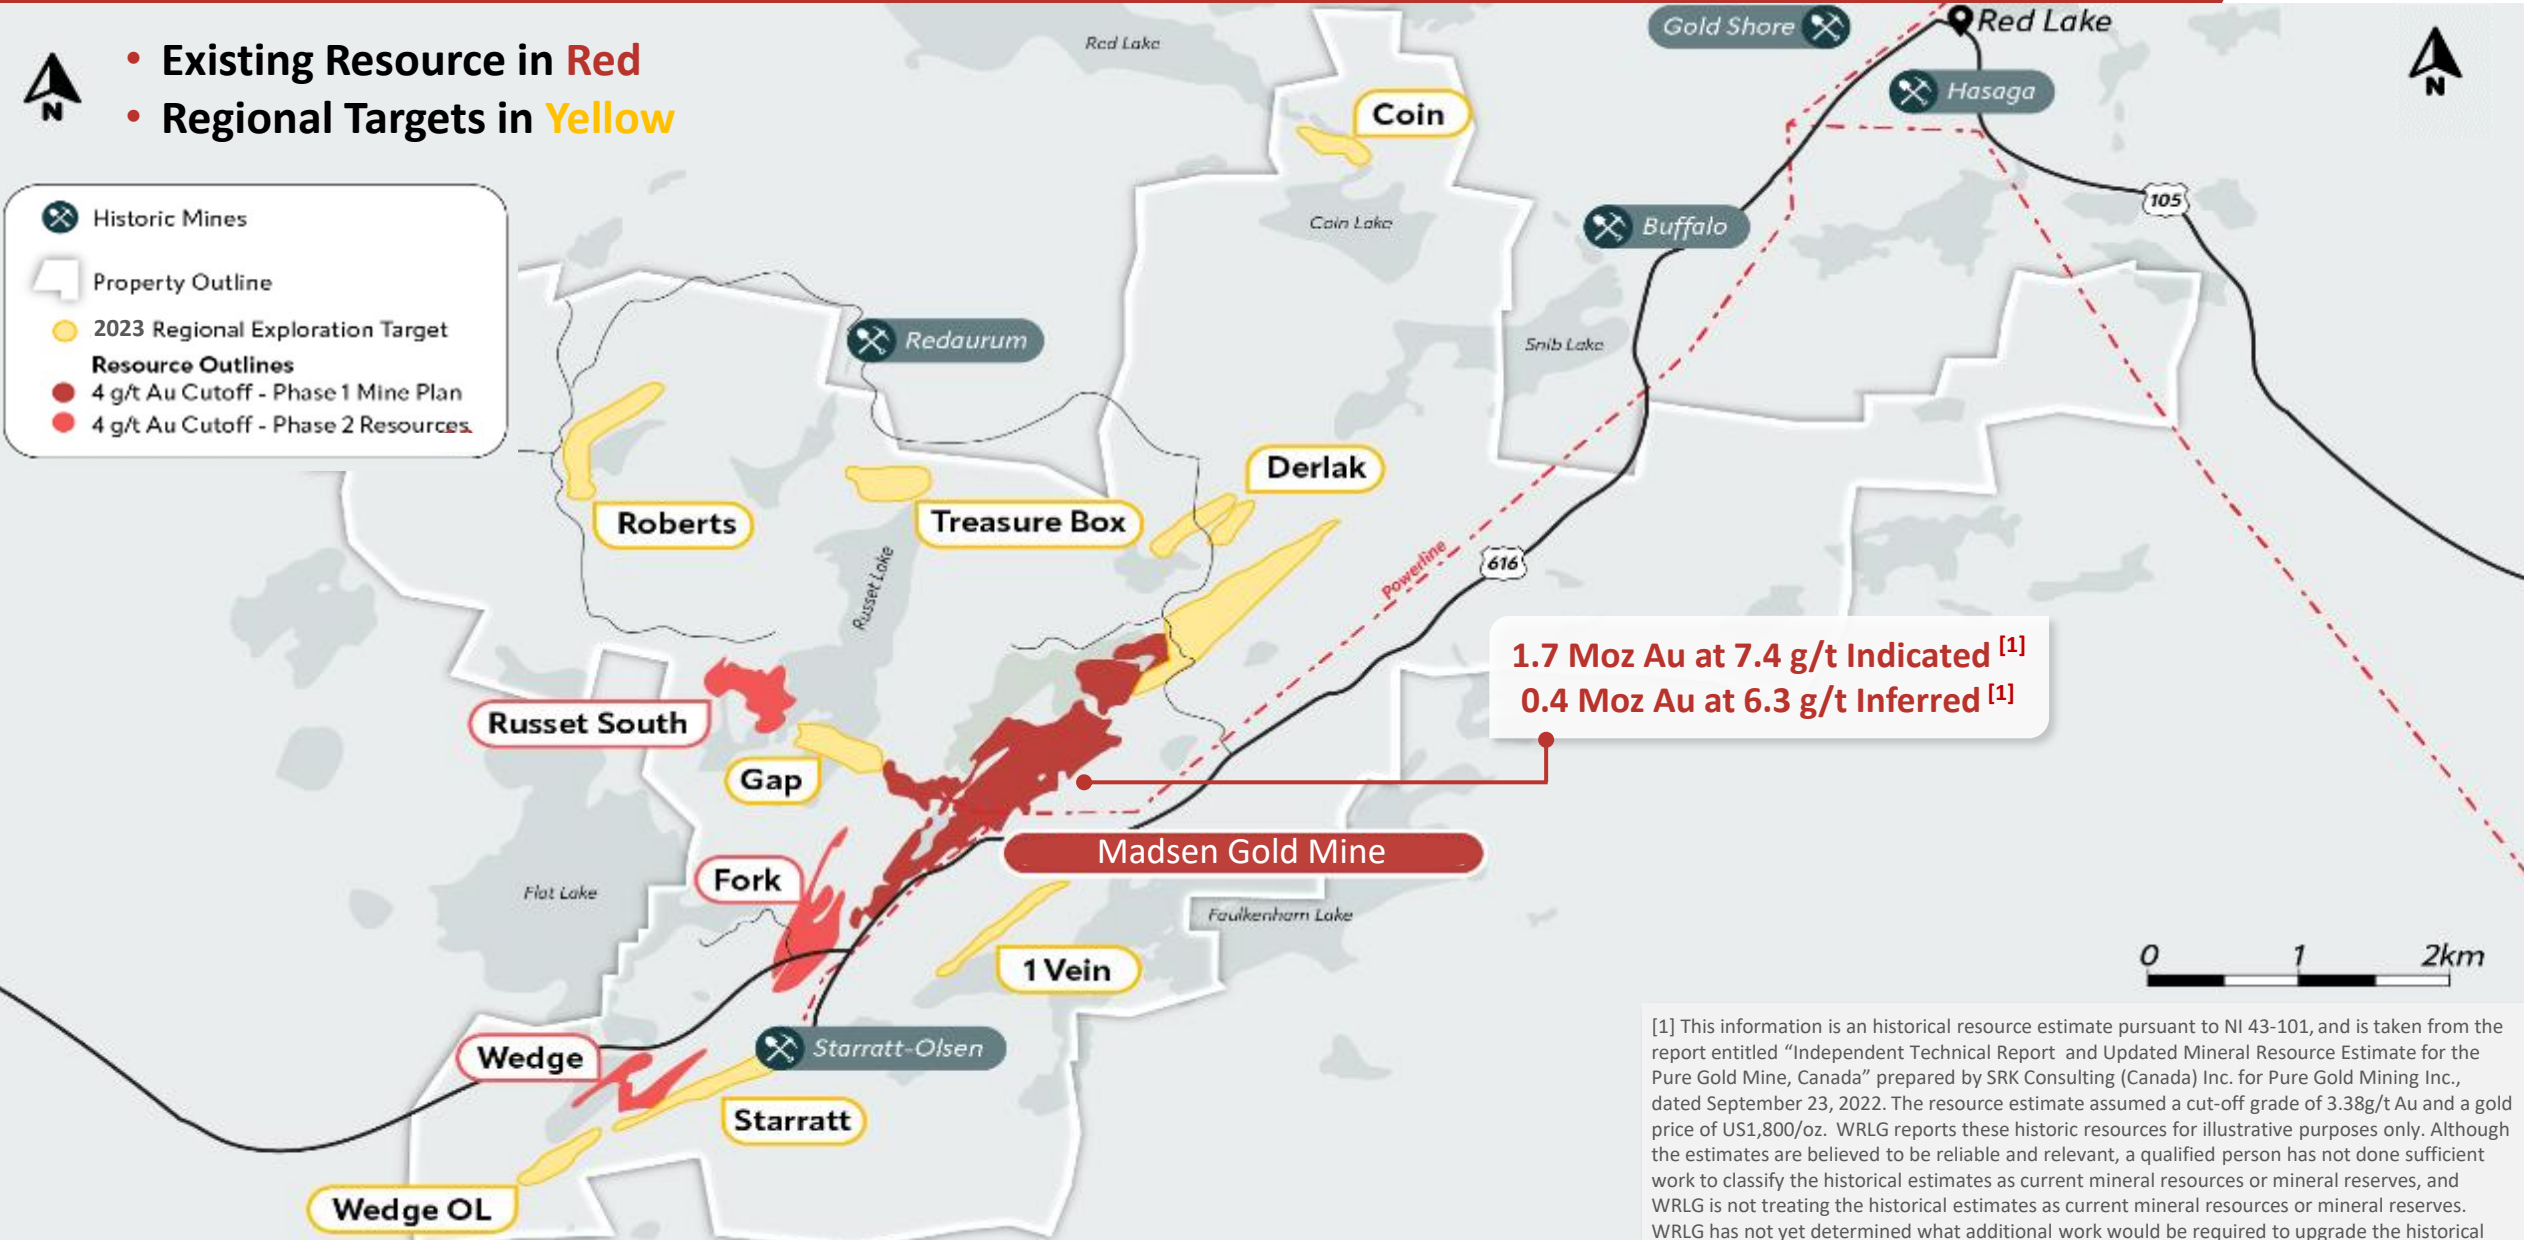 • Existing Resource in Red
• Regional Targets in Yellow
N
N
Historic Mines
Property Outline
2023 Regional Exploration Target
Resource Outlines
4 g/t Au Cutoff - Phase 1 Mine Plan
4 g/t Au Cutoff - Phase 2 Resources
Red Lake
Gold Shore
Red Lake
Hasaga
Coin
105
Coin Lake
Buffalo
Redaurum
Snib Lake
Derlak
Roberts
Treasure Box
Russet Lake
Powerline
616
1.7 Moz Au at 7.4 g/t Indicated [1]
0.4 Moz Au at 6.3 g/t Inferred [1]
Russet South
Gap
Madsen Gold Mine
Fork
Flat Lake
Faulkenham Lake
1 Vein
0 1 2km
Starratt-Olsen
Wedge
Starratt
Wedge OL
[1] This information is an historical resource estimate pursuant to NI 43-101, and is taken from the
report entitled “Independent Technical Report and Updated Mineral Resource Estimate for the
Pure Gold Mine, Canada” prepared by SRK Consulting (Canada) Inc. for Pure Gold Mining Inc.,
dated September 23, 2022. The resource estimate assumed a cut-off grade of 3.38g/t Au and a gold
price of US1,800/oz. WRLG reports these historic resources for illustrative purposes only. Although
the estimates are believed to be reliable and relevant, a qualified person has not done sufficient
work to classify the historical estimates as current mineral resources or mineral reserves, and
WRLG is not treating the historical estimates as current mineral resources or mineral reserves.
WRLG has not yet determined what additional work would be required to upgrade the historical